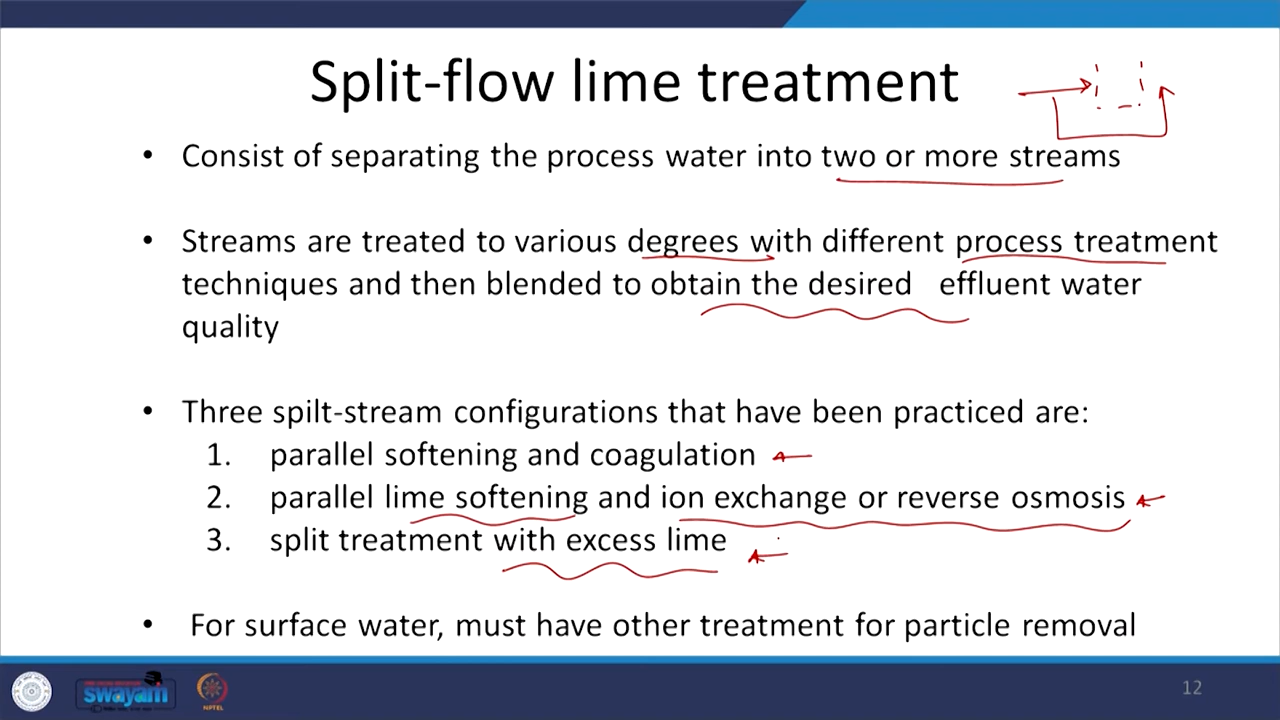 Split-flow lime treatment
• Consist of separating the process water into two or more streams
• Streams are treated to various degrees with different process treatment
techniques and then blended to obtain the desired effluent water
quality
• Three spilt-stream configurations that have been practiced are:
1. parallel softening and coagulation
2. parallel lime softening and ion exchange or reverse osmosis
3. split treatment with excess lime
• For surface water, must have other treatment for particle removal
swayam
NPTEL
12